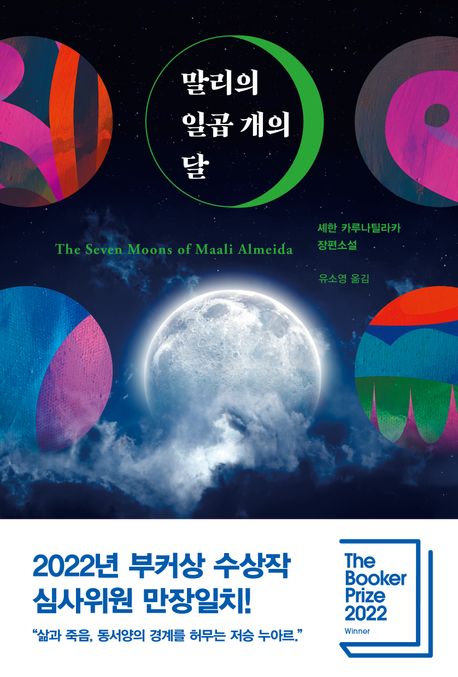 말리의
일곱 개의
달
셰한 카루나틸라카
장편소설
The Seven Moons of Maali Almeida
유소영 옮김
2022년 부커상 수상작
심사위원 만장일치!
“삶과 죽음, 동서양의 경계를 허무는 저승 누아르.”
The
Booker
Prize
2022
Winner